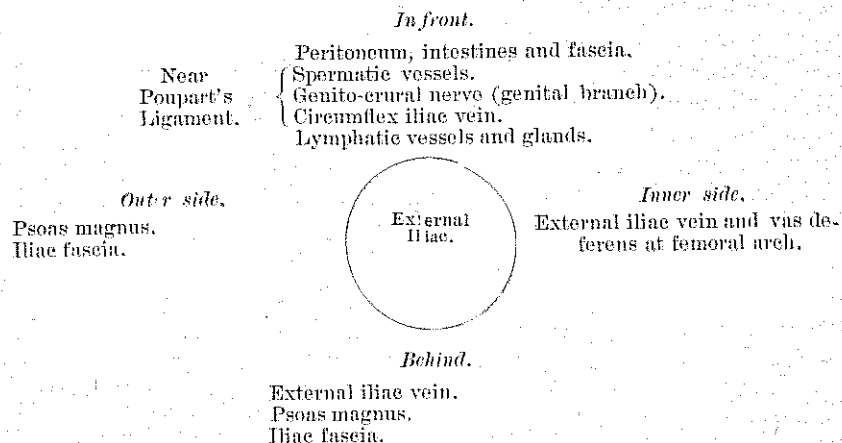 In front.
Peritoneum, intestines and fascia.
Near
Poupart's
Ligament.
Spermatic vessels.
Genito-crural nerve (genital branch).
Circumflex iliac vein.
Lymphatic vessels and glands.
Outer side.
Psoas magnus.
Iliac fascia.
External
Iliac.
Inner side.
External iliac vein and vas de-
ferens at femoral arch.
Behind.
External iliac vein.
Psoas magnus.
Iliac fascia.